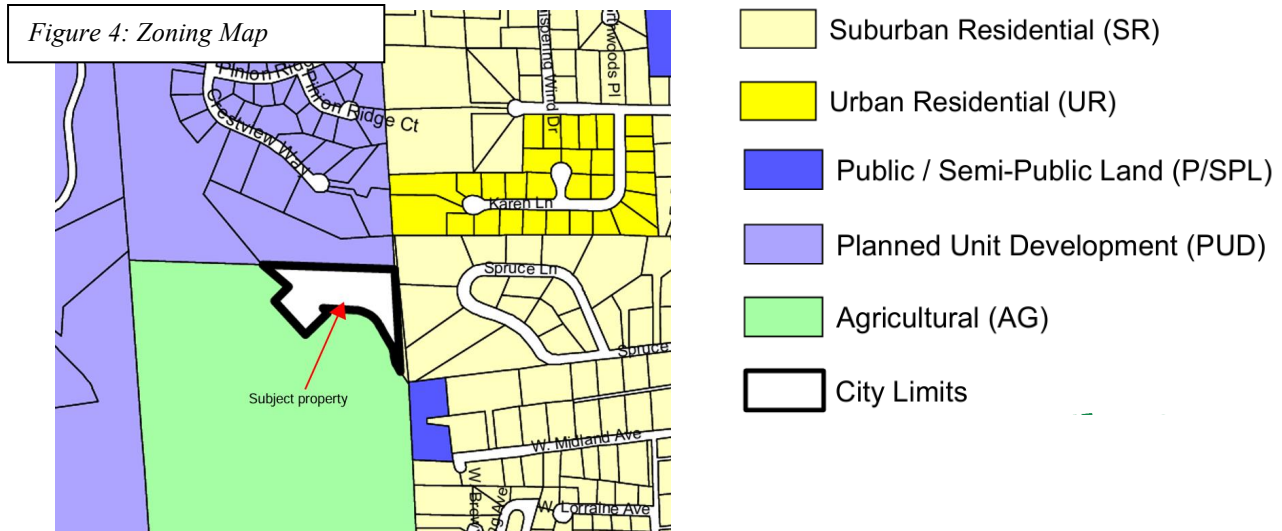 Figure 4: Zoning Map
Pinion Ridge Ct
Crestview Way
Karen Ln
Spruce Ln
Spruce
Subject property
W. Midland Ave
W. Lorraine Ave
Suburban Residential (SR)
Urban Residential (UR)
Public / Semi-Public Land (P/SPL)
Planned Unit Development (PUD)
Agricultural (AG)
City Limits